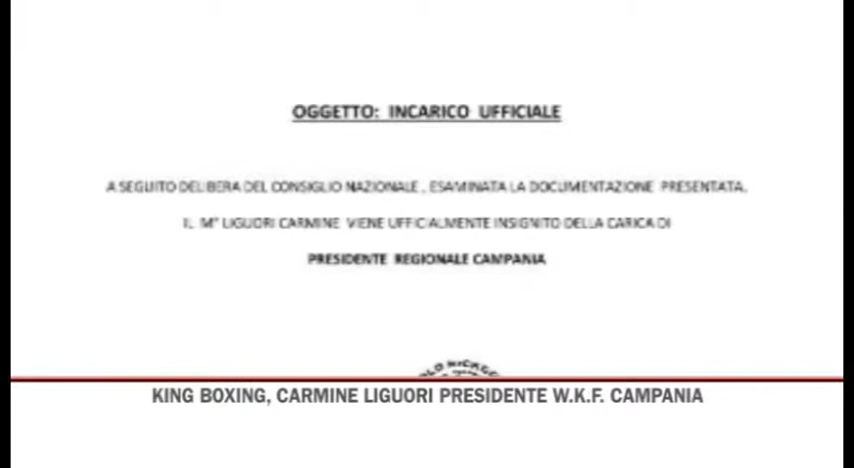 OGGETTO: INCARICO UFFICIALE
A SEGUITO DELIBERA DEL CONSIGLIO NAZIONALE , ESAMINATA LA DOCUMENTAZIONE PRESENTATA,
IL M° LIGUORI CARMINE VIENE UFFICIALMENTE INSIGNITO DELLA CARICA DI
PRESIDENTE REGIONALE CAMPANIA
KING BOXING, CARMINE LIGUORI PRESIDENTE W.K.F. CAMPANIA